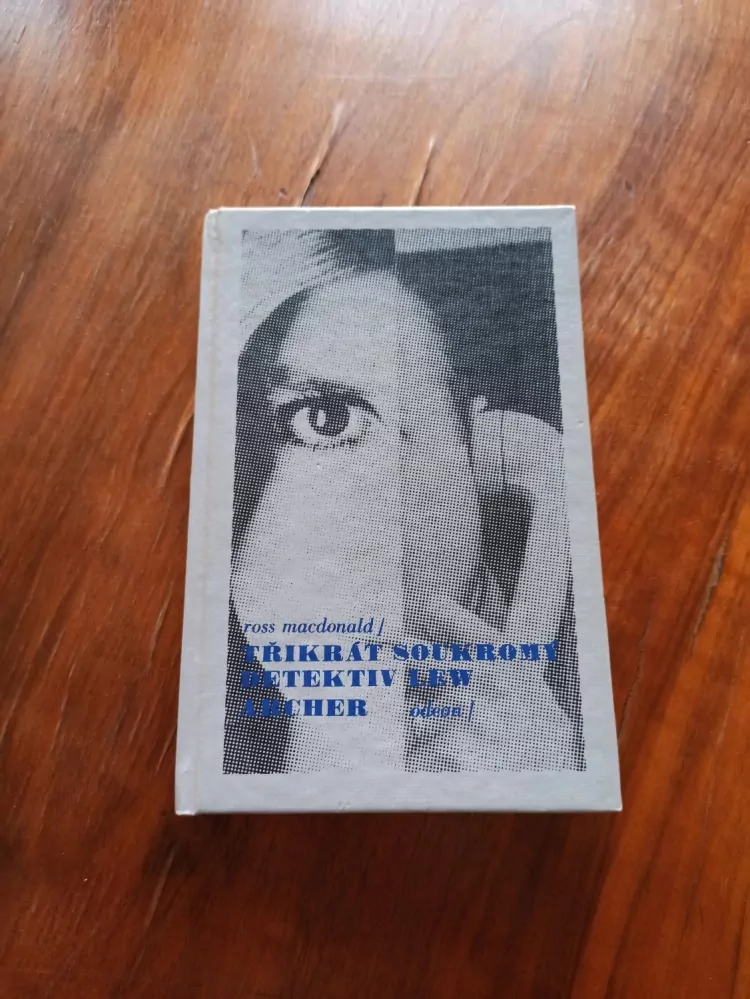 ross macdonald/
TŘIKRÁT SOUKROMÝ
DETEKTIV LEW
ARCHER odeon/